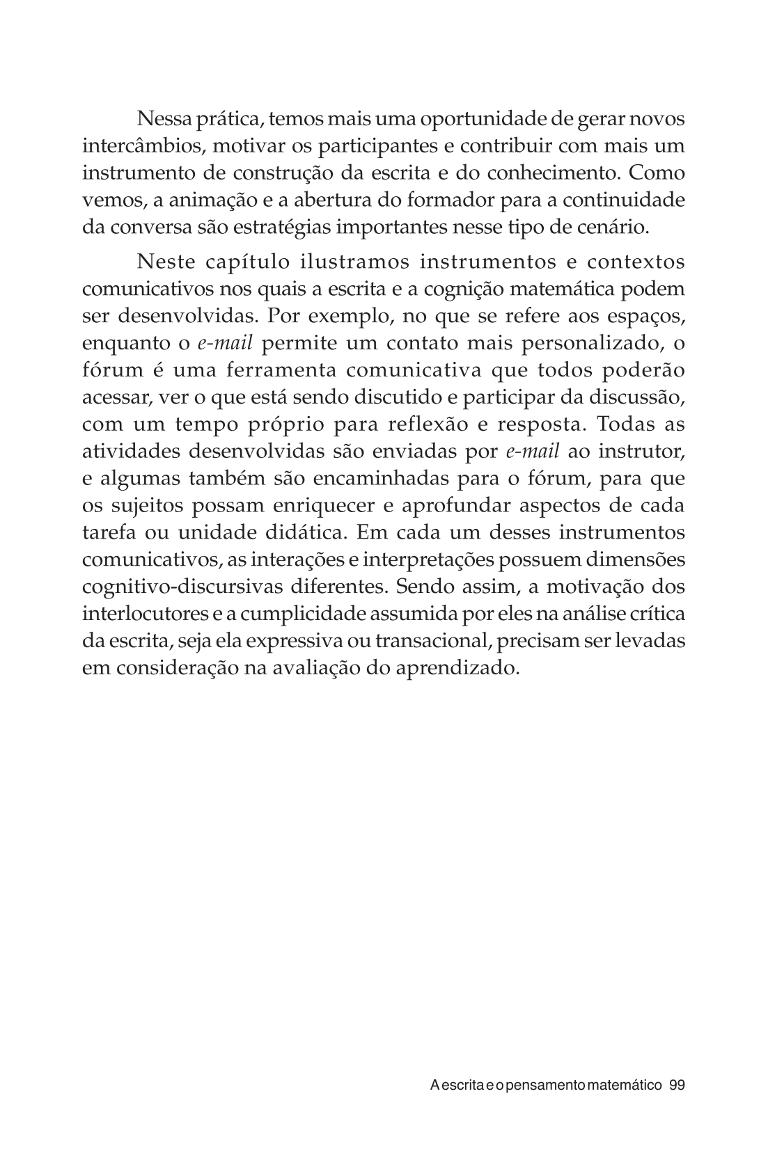 Nessa prática, temos mais uma oportunidade de gerar novos
intercâmbios, motivar os participantes e contribuir com mais um
instrumento de construção da escrita e do conhecimento. Como
vemos, a animação e a abertura do formador para a continuidade
da conversa são estratégias importantes nesse tipo de cenário.
Neste capítulo ilustramos instrumentos e contextos
comunicativos nos quais a escrita e a cognição matemática podem
ser desenvolvidas. Por exemplo, no que se refere aos espaços,
enquanto o e-mail permite um contato mais personalizado, o
fórum é uma ferramenta comunicativa que todos poderão
acessar, ver o que está sendo discutido e participar da discussão,
com um tempo próprio para reflexão e resposta. Todas as
atividades desenvolvidas são enviadas por e-mail ao instrutor,
e algumas também são encaminhadas para o fórum, para que
os sujeitos possam enriquecer e aprofundar aspectos de cada
tarefa ou unidade didática. Em cada um desses instrumentos
comunicativos, as interações e interpretações possuem dimensões
cognitivo-discursivas diferentes. Sendo assim, a motivação dos
interlocutores e a cumplicidade assumida por eles na análise crítica
da escrita, seja ela expressiva ou transacional, precisam ser levadas
em consideração na avaliação do aprendizado.
A escrita e o pensamento matemático 99